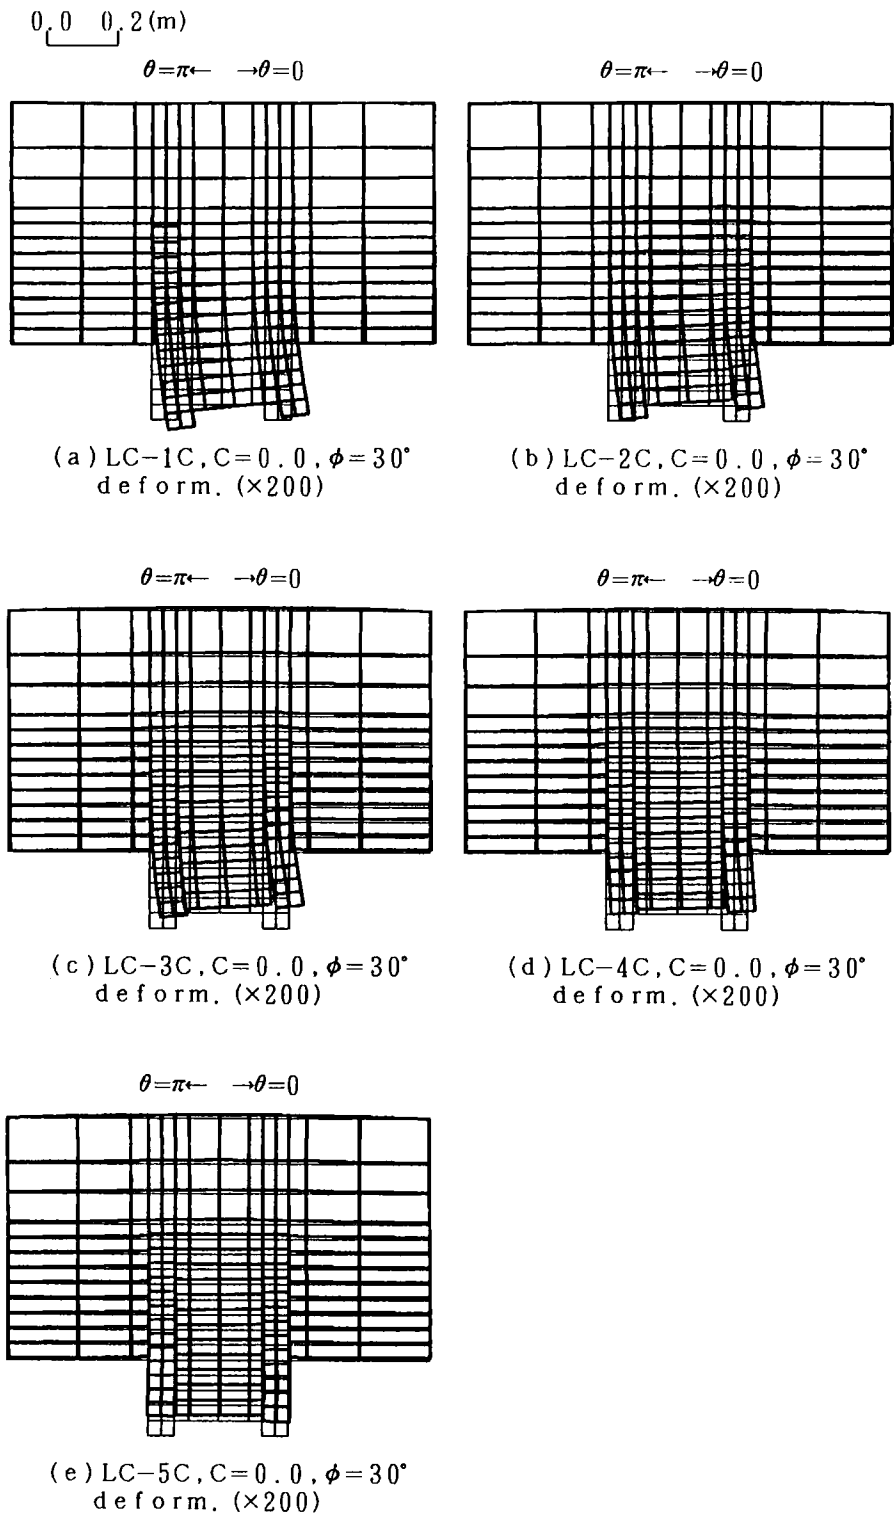 0.0 0.2(m)
θ=π← →θ=0 θ=π← →θ=0
(a) LC-1C, C=0.0, ϕ=30° (b) LC-2C, C=0.0, ϕ=30°
deform. (×200) deform. (×200)
θ=π← →θ=0 θ=π← →θ=0
(c) LC-3C, C=0.0, ϕ=30° (d) LC-4C, C=0.0, ϕ=30°
deform. (×200) deform. (×200)
θ=π← →θ=0
(e) LC-5C, C=0.0, ϕ=30°
deform. (×200)